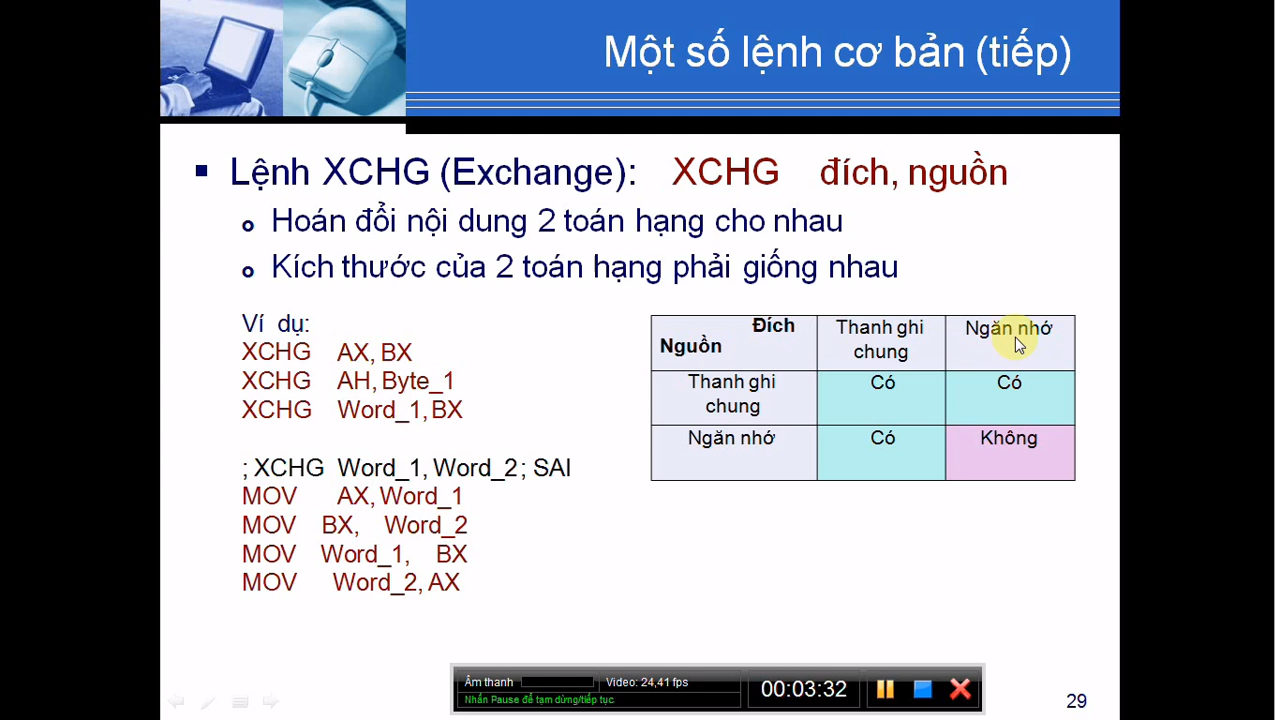 Một số lệnh cơ bản (tiếp)
Lệnh XCHG (Exchange): XCHG đích, nguồn
Hoán đổi nội dung 2 toán hạng cho nhau
Kích thước của 2 toán hạng phải giống nhau
Ví dụ:
XCHG AX, BX
XCHG AH, Byte_1
XCHG Word_1, BX
; XCHG Word_1, Word_2 ; SAI
MOV AX, Word_1
MOV BX, Word_2
MOV Word_1, BX
MOV Word_2, AX
Đích
Nguồn
Thanh ghi
chung
Ngăn nhớ
Thanh ghi
chung
Có
Có
Ngăn nhớ
Có
Không
Âm thanh
Video: 24,41 fps
Nhấn Pause để tạm dừng/tiếp tục
00:03:32
29